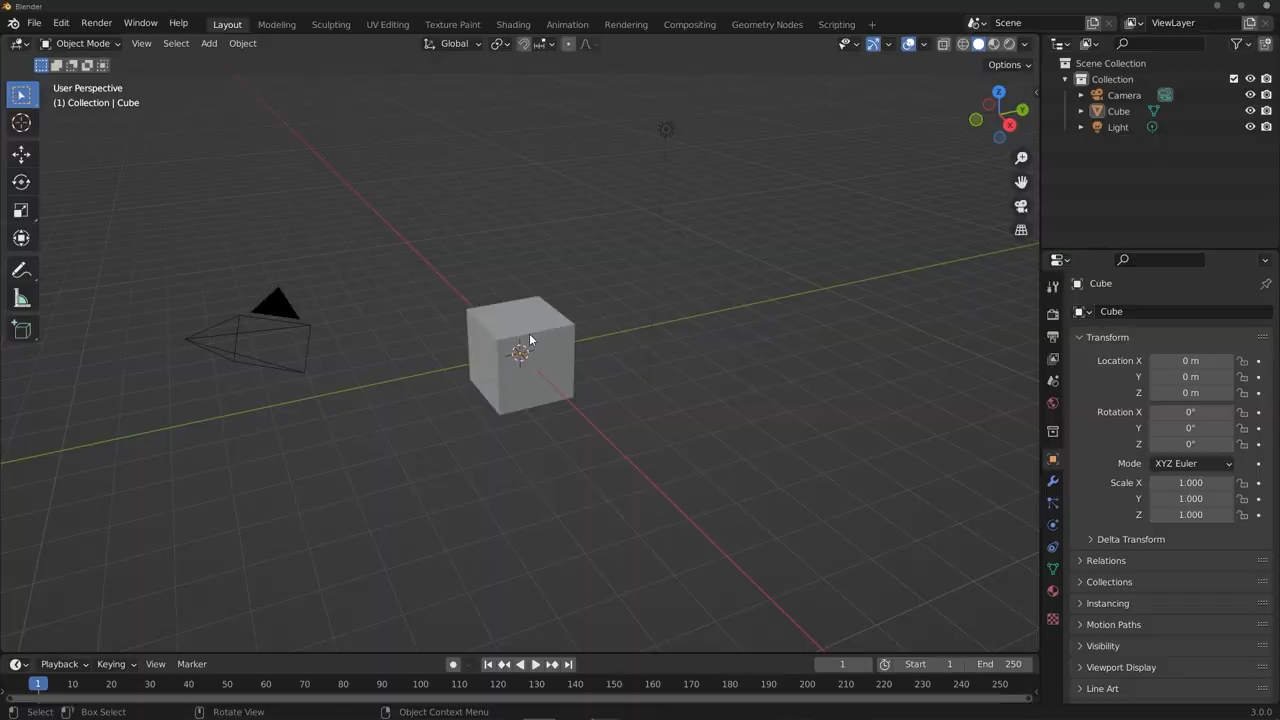 Blender
File Edit Render Window Help Layout Modeling Sculpting UV Editing Texture Paint Shading Animation Rendering Compositing Geometry Nodes Scripting + Scene ViewLayer
Object Mode View Select Add Object Global
Options
User Perspective
(1) Collection | Cube
Z
Y
X
Scene Collection
Collection
Camera
Cube
Light
Cube
Cube
Transform
Location X 0 m
Y 0 m
Z 0 m
Rotation X 0°
Y 0°
Z 0°
Mode XYZ Euler
Scale X 1.000
Y 1.000
Z 1.000
Delta Transform
Relations
Collections
Instancing
Motion Paths
Visibility
Viewport Display
Line Art
Playback Keying View Marker 1 Start 1 End 250
1 10 20 30 40 50 60 70 80 90 100 110 120 130 140 150 160 170 180 190 200 210 220 230 240 250
Select Box Select Rotate View Object Context Menu 3.0.0